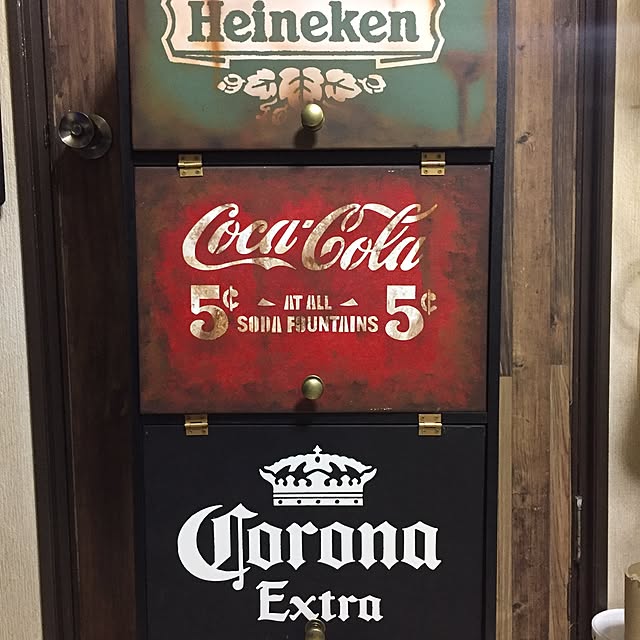 Heineken
Coca-Cola
5¢ AT ALL 5¢
SODA FOUNTAINS
Corona
Extra